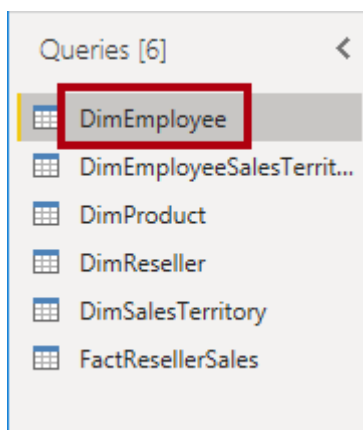 Queries [6]
DimEmployee
DimEmployeeSalesTerrit...
DimProduct
DimReseller
DimSalesTerritory
FactResellerSales